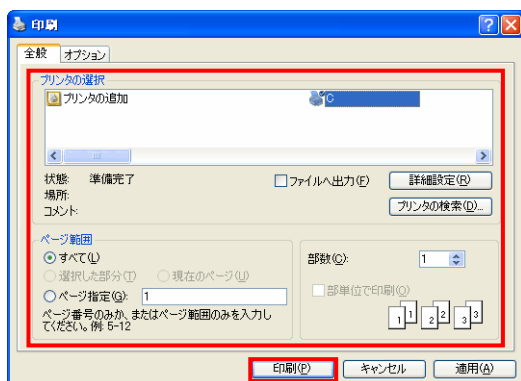 印刷
全般 オプション
プリンタの選択
プリンタの追加 C
状態: 準備完了 ファイルへ出力(F) 詳細設定(R)
場所:
コメント: プリンタの検索(D)...
ページ範囲
すべて(L) 部数(C): 1
選択した部分(T) 現在のページ(U)
部単位で印刷(O)
ページ指定(G): 1
ページ番号のみか、またはページ範囲のみを入力し
てください。例: 5-12
1 1 2 2 3 3
印刷(P) キャンセル 適用(A)